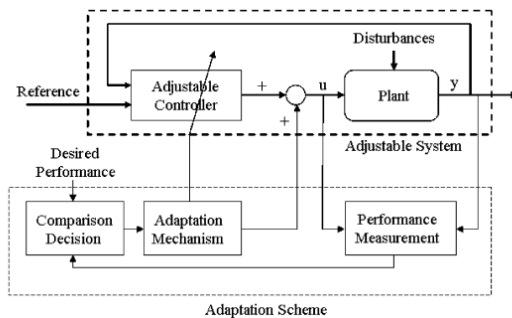 Disturbances
Reference
Adjustable
Controller
+
+
u
Plant
y
Adjustable System
Desired
Performance
Comparison
Decision
Adaptation
Mechanism
Performance
Measurement
Adaptation Scheme